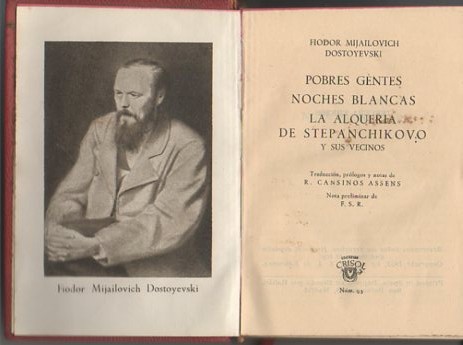 Fiodor Mijailovich Dostoyevski
FIODOR MIJAILOVICH
DOSTOYEVSKI
POBRES GENTES
NOCHES BLANCAS
LA ALQUERIA
DE STEPANCHIKOVO
Y SUS VECINOS
Traducción, prólogos y notas de
R. CANSINOS ASSENS
Nota preliminar de
F. S. R.
CRISOL
Núm.